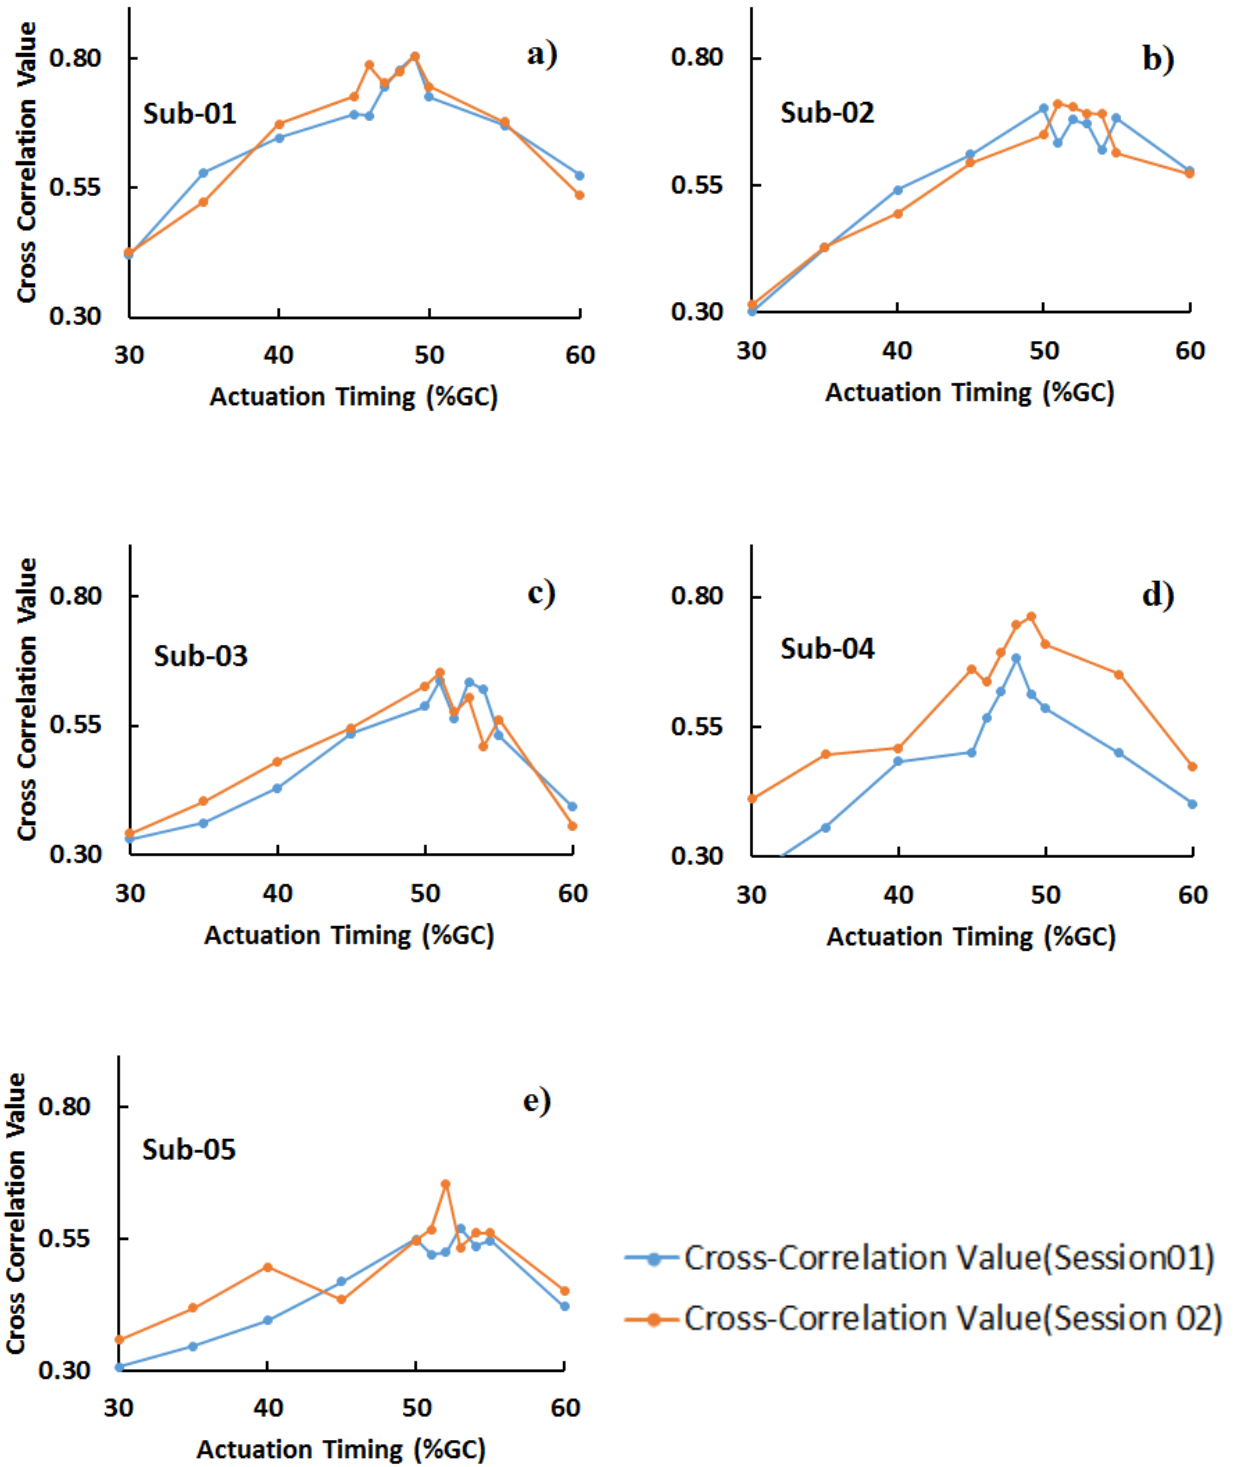 Cross Correlation Value
0.80
0.55
0.30
Sub-01
a)
30 40 50 60
Actuation Timing (%GC)
0.80
0.55
0.30
Sub-02
b)
30 40 50 60
Actuation Timing (%GC)
Cross Correlation Value
0.80
0.55
0.30
Sub-03
c)
30 40 50 60
Actuation Timing (%GC)
0.80
0.55
0.30
Sub-04
d)
30 40 50 60
Actuation Timing (%GC)
Cross Correlation Value
0.80
0.55
0.30
Sub-05
e)
30 40 50 60
Actuation Timing (%GC)
Cross-Correlation Value(Session01)
Cross-Correlation Value(Session 02)